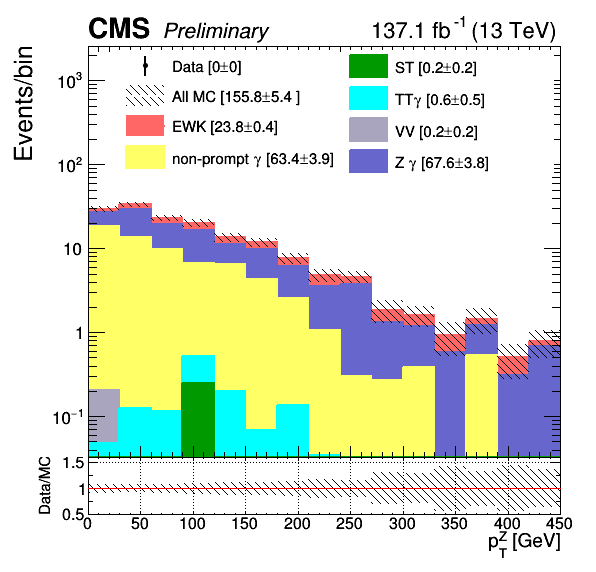 CMS Preliminary 137.1 fb⁻¹ (13 TeV)
Events/bin
Data [0±0]
All MC [155.8±5.4 ]
EWK [23.8±0.4]
non-prompt γ [63.4±3.9]
ST [0.2±0.2]
TTγ [0.6±0.5]
VV [0.2±0.2]
Z γ [67.6±3.8]
10³
10²
10
1
10⁻¹
Data/MC
1.5
1
0.5
0 50 100 150 200 250 300 350 400 450
p_T^Z [GeV]